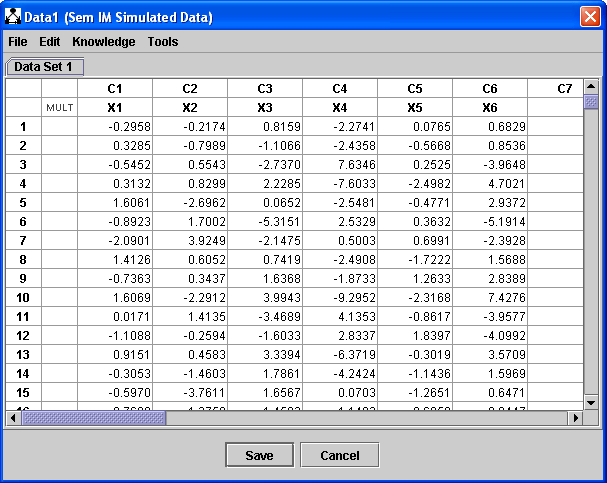 Data1 (Sem IM Simulated Data)
File Edit Knowledge Tools
Data Set 1
C1 C2 C3 C4 C5 C6 C7
MULT X1 X2 X3 X4 X5 X6
1 -0.2958 -0.2174 0.8159 -2.2741 0.0765 0.6829
2 0.3285 -0.7989 -1.1066 -2.4358 -0.5668 0.8536
3 -0.5452 0.5543 -2.7370 7.6346 0.2525 -3.9648
4 0.3132 0.8299 2.2285 -7.6033 -2.4982 4.7021
5 1.6061 -2.6962 0.0652 -2.5481 -0.4771 2.9372
6 -0.8923 1.7002 -5.3151 2.5329 0.3632 -5.1914
7 -2.0901 3.9249 -2.1475 0.5003 0.6991 -2.3928
8 1.4126 0.6052 0.7419 -2.4908 -1.7222 1.5688
9 -0.7363 0.3437 1.6368 -1.8733 1.2633 2.8389
10 1.6069 -2.2912 3.9943 -9.2952 -2.3168 7.4276
11 0.0171 1.4135 -3.4689 4.1353 -0.8617 -3.9577
12 -1.1088 -0.2594 -1.6033 2.8337 1.8397 -4.0992
13 0.9151 0.4583 3.3394 -6.3719 -0.3019 3.5709
14 -0.3053 -1.4603 1.7861 -4.2424 -1.1436 1.5969
15 -0.5970 -3.7611 1.6567 0.0703 -1.2651 0.6471
Save Cancel